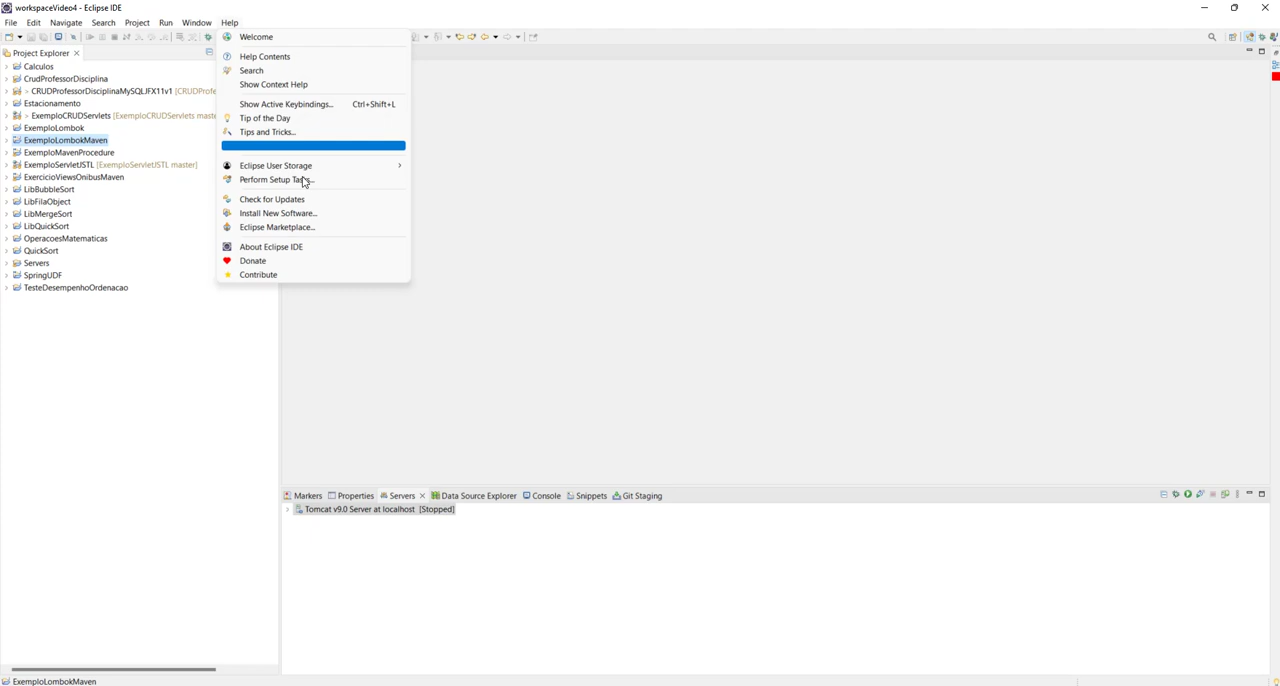 workspaceVideo4 - Eclipse IDE
File Edit Navigate Search Project Run Window Help
Project Explorer
Calculos
CrudProfessorDisciplina
> CRUDProfessorDisciplinaMySQLJFX11v1 [CRUDProfe
Estacionamento
> ExemploCRUDServlets [ExemploCRUDServlets maste
ExemploLombok
ExemploLombokMaven
ExemploMavenProcedure
ExemploServletJSTL [ExemploServletJSTL master]
ExercicioViewsOnibusMaven
LibBubbleSort
LibFilaObject
LibMergeSort
LibQuickSort
OperacoesMatematicas
QuickSort
Servers
SpringUDF
TesteDesempenhoOrdenacao
Welcome
Help Contents
Search
Show Context Help
Show Active Keybindings... Ctrl+Shift+L
Tip of the Day
Tips and Tricks...
Eclipse User Storage
Perform Setup Tasks...
Check for Updates
Install New Software...
Eclipse Marketplace...
About Eclipse IDE
Donate
Contribute
Markers Properties Servers Data Source Explorer Console Snippets Git Staging
Tomcat v9.0 Server at localhost [Stopped]
ExemploLombokMaven